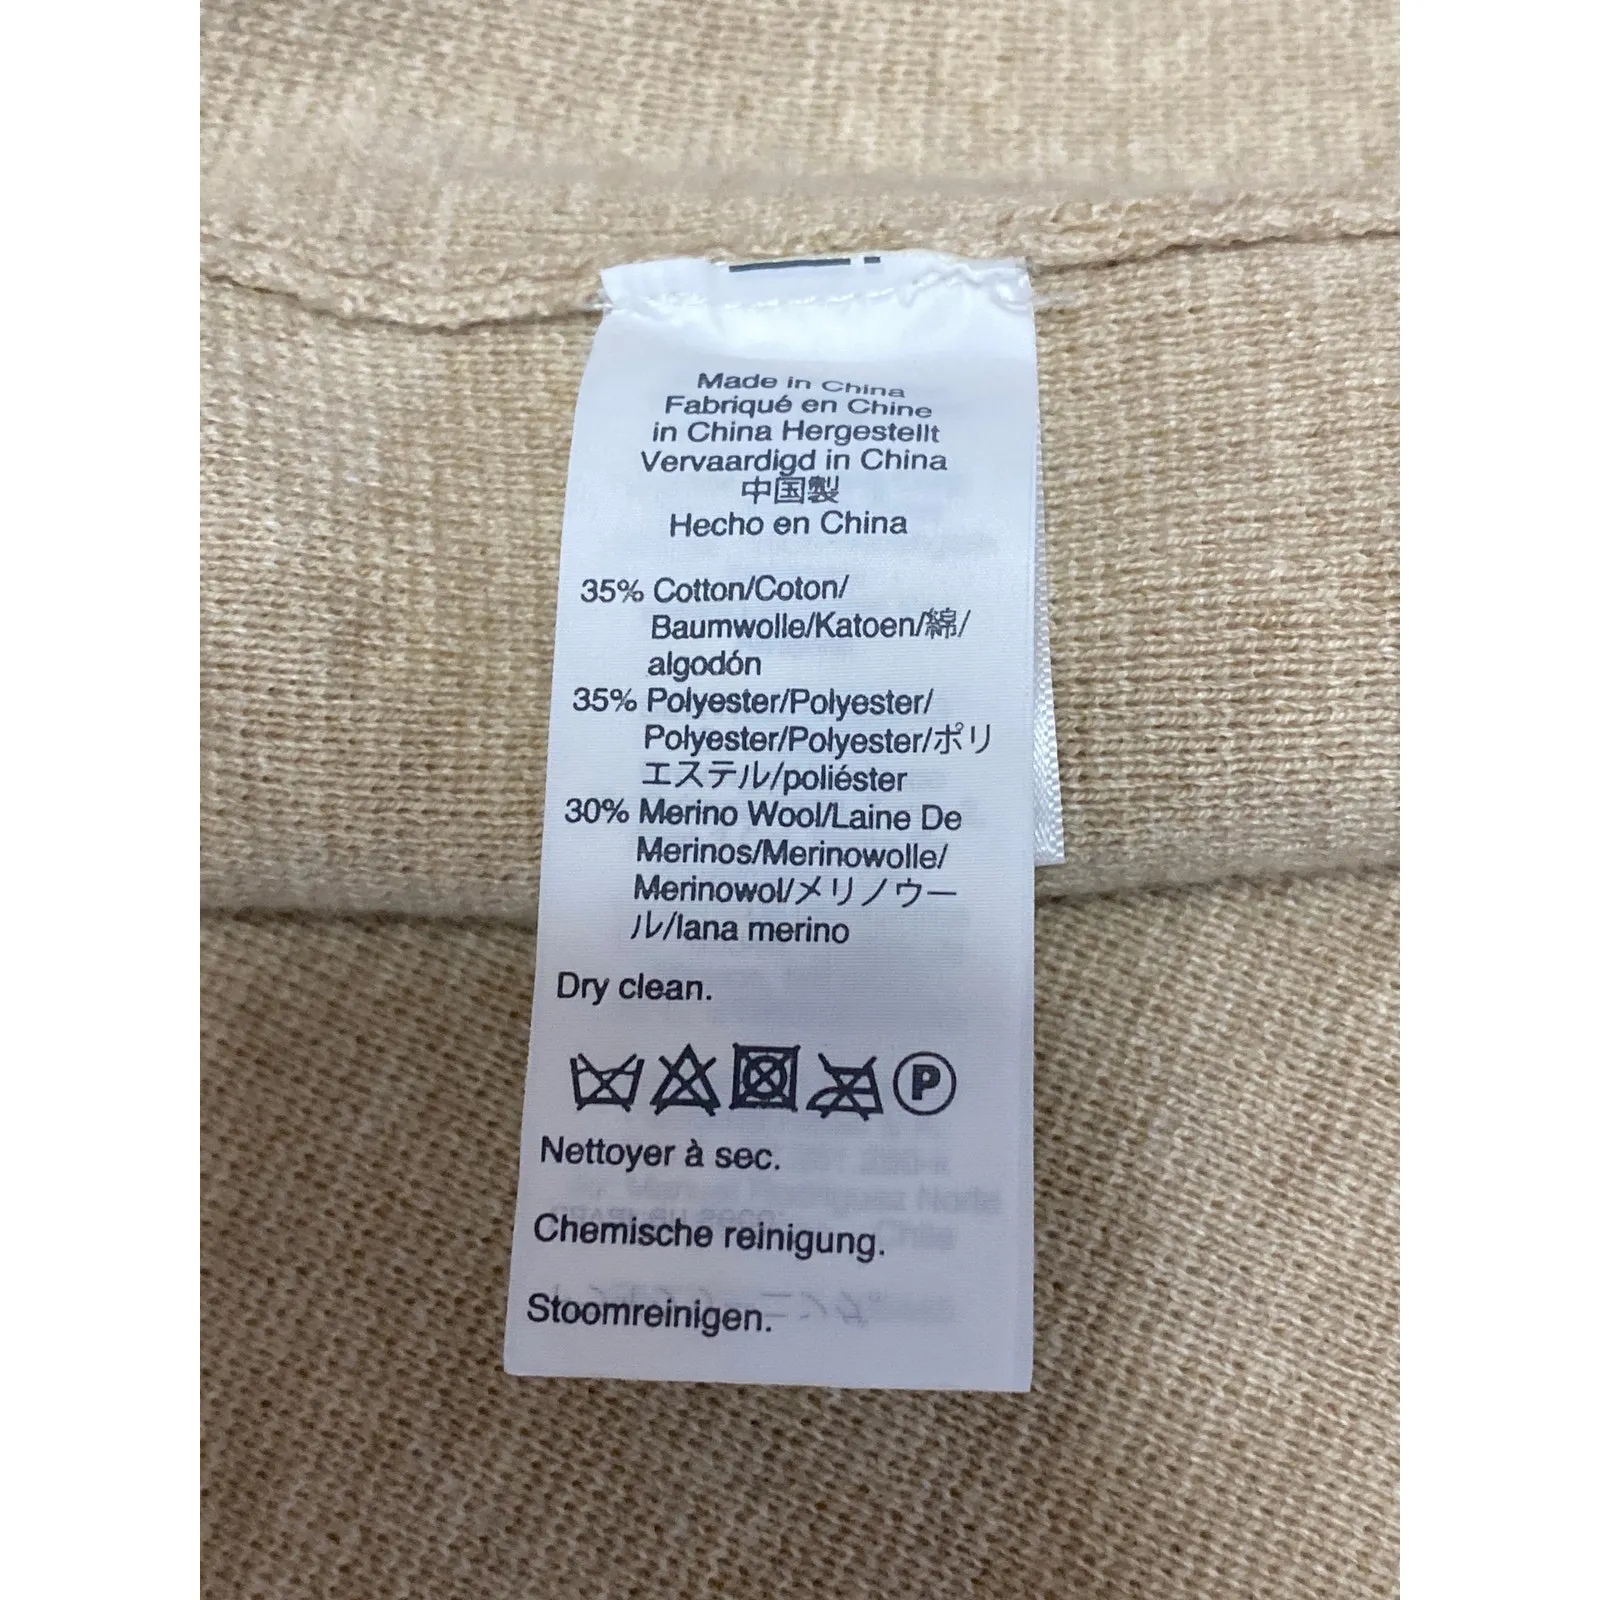 Made in China
Fabriqué en Chine
in China Hergestellt
Vervaardigd in China
中国製
Hecho en China
35% Cotton/Coton/
Baumwolle/Katoen/綿/
algodón
35% Polyester/Polyester/
Polyester/Polyester/ポリ
エステル/poliéster
30% Merino Wool/Laine De
Merinos/Merinowolle/
Merinowol/メリノウー
ル/lana merino
Dry clean.
P
Nettoyer à sec.
Chemische reinigung.
Stoomreinigen.